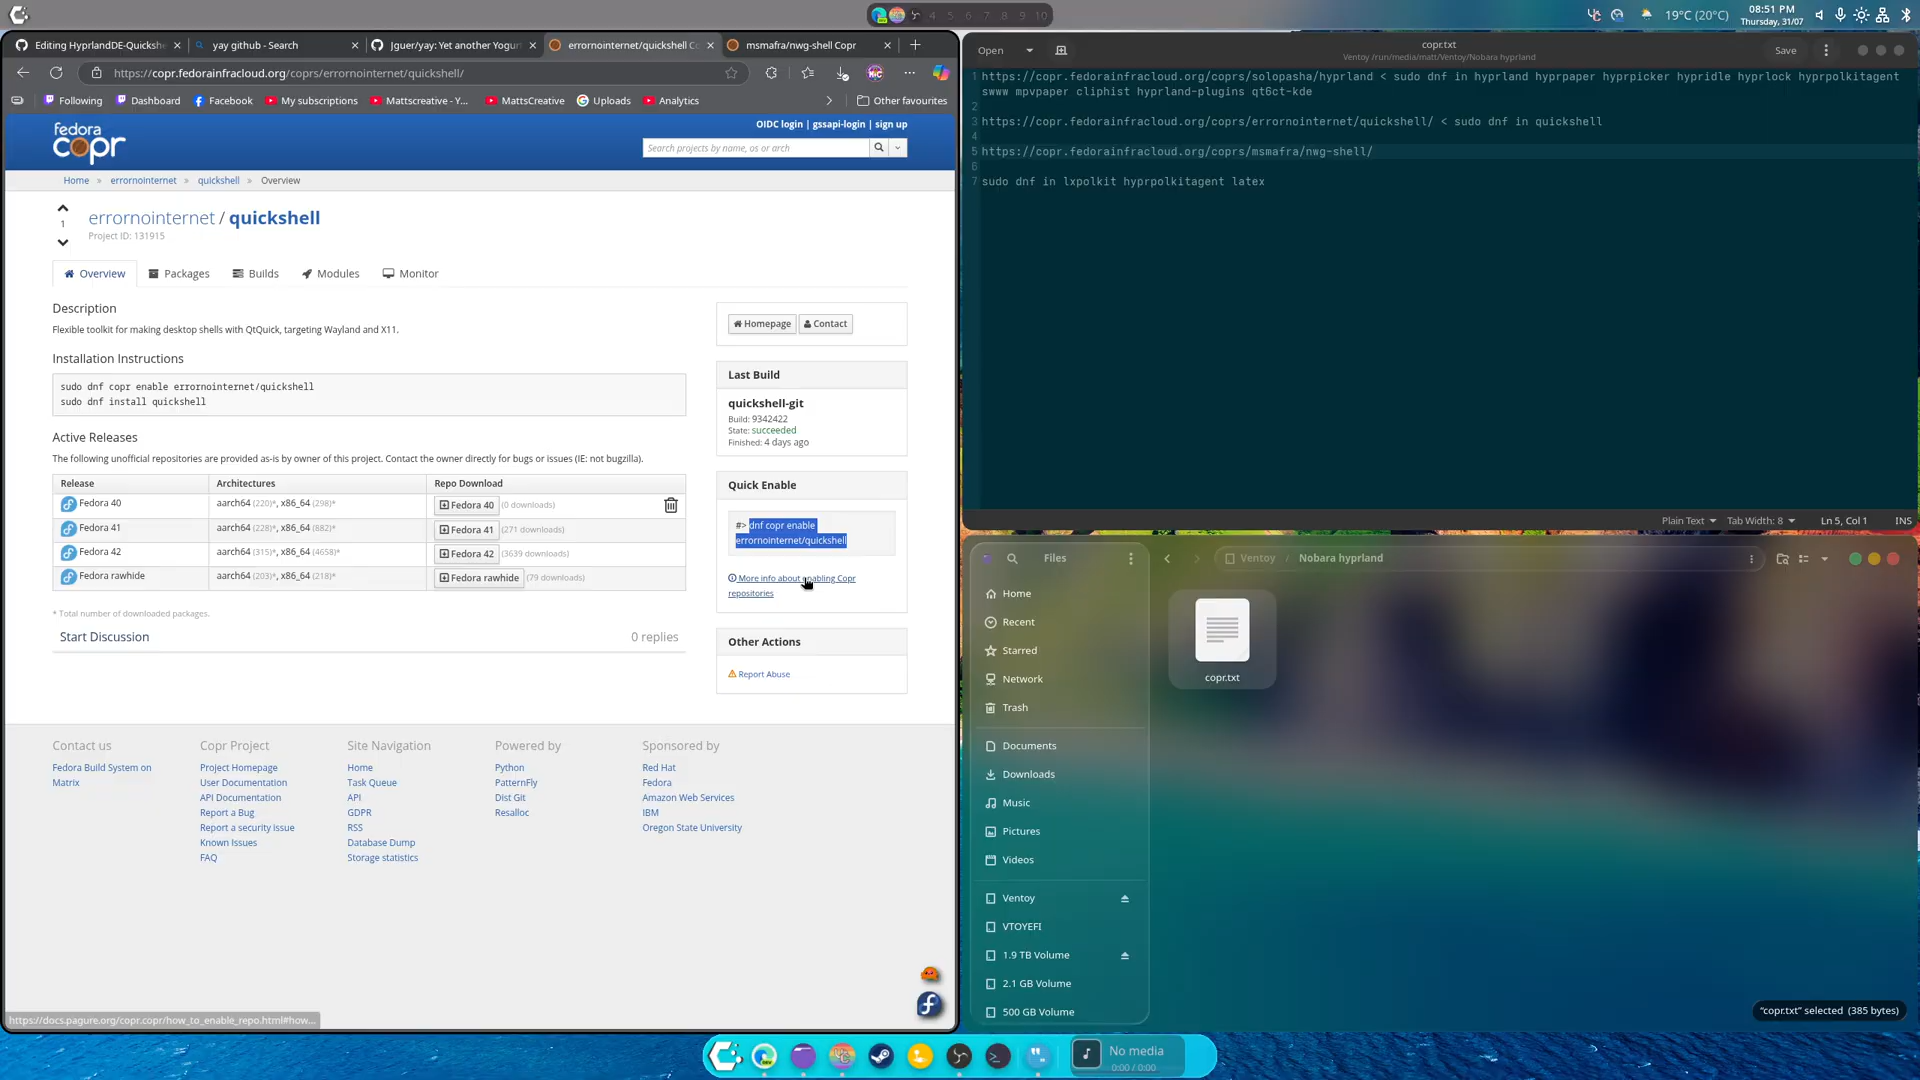 4 5 6 7 8 9 10
19°C (20°C)
08:51 PM
Thursday, 31/07
Editing HyprlandDE-Quicksh
yay github - Search
Jguer/yay: Yet another Yogur
errornointernet/quickshell C
msmafra/nwg-shell Copr
https://copr.fedorainfracloud.org/coprs/errornointernet/quickshell/
Following
Dashboard
Facebook
My subscriptions
Mattscreative - Y...
MattsCreative
Uploads
Analytics
Other favourites
OIDC login | gssapi-login | sign up
fedora
copr
Search projects by name, os or arch
Home » errornointernet » quickshell » Overview
1
errornointernet / quickshell
Project ID: 131915
Overview
Packages
Builds
Modules
Monitor
Description
Flexible toolkit for making desktop shells with QtQuick, targeting Wayland and X11.
Installation Instructions
sudo dnf copr enable errornointernet/quickshell
sudo dnf install quickshell
Active Releases
The following unofficial repositories are provided as-is by owner of this project. Contact the owner directly for bugs or issues (IE: not bugzilla).
Release Architectures Repo Download
Fedora 40 aarch64 (220)*, x86_64 (298)* Fedora 40 (0 downloads)
Fedora 41 aarch64 (228)*, x86_64 (882)* Fedora 41 (271 downloads)
Fedora 42 aarch64 (315)*, x86_64 (4658)* Fedora 42 (3639 downloads)
Fedora rawhide aarch64 (203)*, x86_64 (218)* Fedora rawhide (79 downloads)
* Total number of downloaded packages.
Start Discussion 0 replies
Homepage
Contact
Last Build
quickshell-git
Build: 9342422
State: succeeded
Finished: 4 days ago
Quick Enable
#> dnf copr enable
errornointernet/quickshell
More info about enabling Copr
repositories
Other Actions
Report Abuse
Contact us
Fedora Build System on
Matrix
Copr Project
Project Homepage
User Documentation
API Documentation
Report a Bug
Report a security issue
Known Issues
FAQ
Site Navigation
Home
Task Queue
API
GDPR
RSS
Database Dump
Storage statistics
Powered by
Python
PatternFly
Dist Git
Resalloc
Sponsored by
Red Hat
Fedora
Amazon Web Services
IBM
Oregon State University
https://docs.pagure.org/copr.copr/how_to_enable_repo.html#how...
Open
copr.txt
Ventoy /run/media/matt/Ventoy/Nobara hyprland
Save
1 https://copr.fedorainfracloud.org/coprs/solopasha/hyprland < sudo dnf in hyprland hyprpaper hyprpicker hypridle hyprlock hyprpolkitagent
swww mpvpaper cliphist hyprland-plugins qt6ct-kde
2
3 https://copr.fedorainfracloud.org/coprs/errornointernet/quickshell/ < sudo dnf in quickshell
4
5 https://copr.fedorainfracloud.org/coprs/msmafra/nwg-shell/
6
7 sudo dnf in lxpolkit hyprpolkitagent latex
Plain Text
Tab Width: 8
Ln 5, Col 1
INS
Files
Ventoy / Nobara hyprland
Home
Recent
Starred
Network
Trash
Documents
Downloads
Music
Pictures
Videos
Ventoy
VTOYEFI
1.9 TB Volume
2.1 GB Volume
500 GB Volume
copr.txt
"copr.txt" selected (385 bytes)
No media
0:00 / 0:00